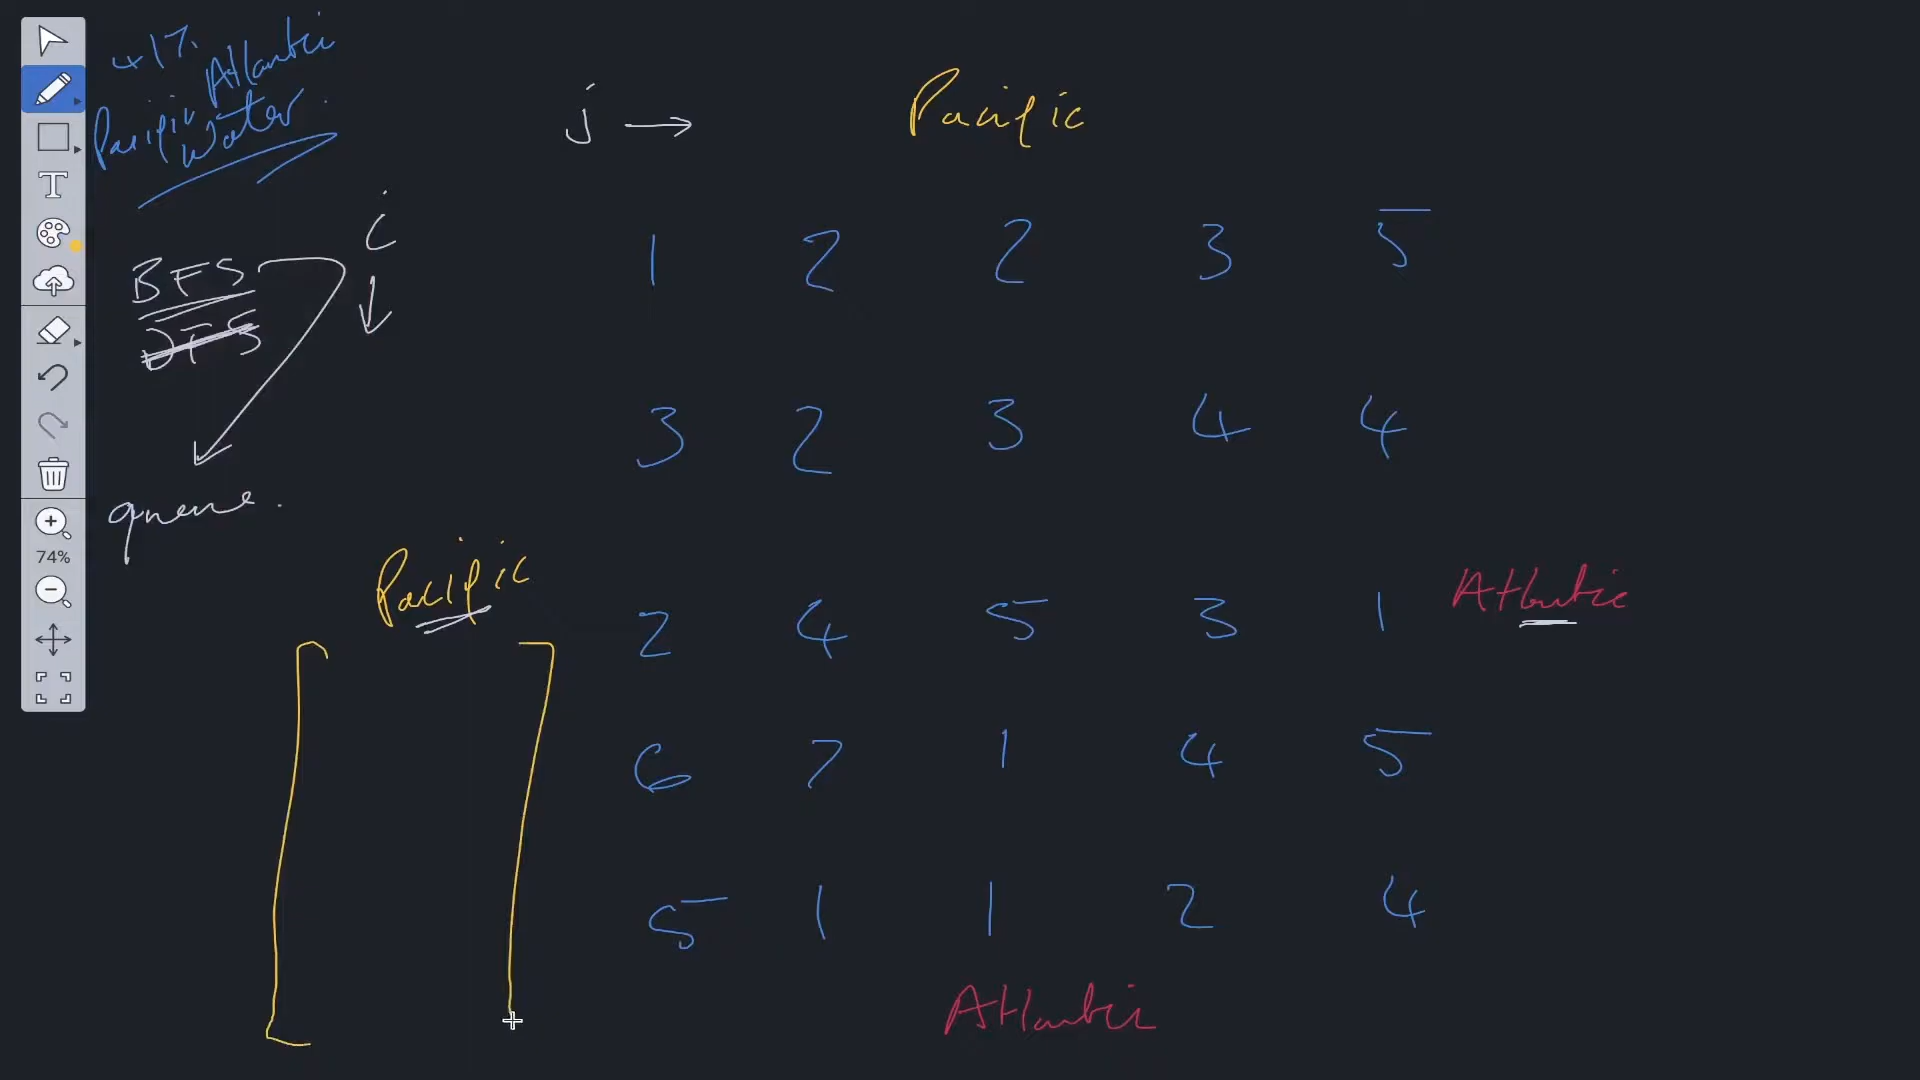 417.
Pacific Atlantic
Water.
j → Pacific
i ↓
BFS
DFS
queue.
1 2 2 3 5
3 2 3 4 4
Pacific
2 4 5 3 1 Atlantic
6 7 1 4 5
5 1 1 2 4
Atlantic
T
74%